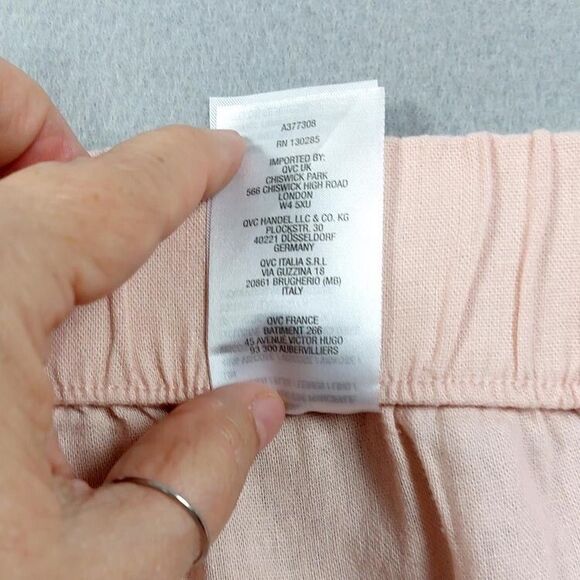 A377308
RN 130285
IMPORTED BY:
QVC UK
CHISWICK PARK
566 CHISWICK HIGH ROAD
LONDON
W4 5XU
QVC HANDEL LLC & CO. KG
PLOCKSTR. 30
40221 DÜSSELDORF
GERMANY
QVC ITALIA S.R.L
VIA GUZZINA 18
20861 BRUGHERIO (MB)
ITALY
QVC FRANCE
BATIMENT 266
45 AVENUE VICTOR HUGO
93 300 AUBERVILLIERS